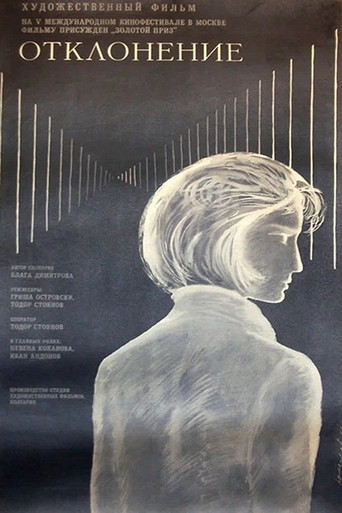 ХУДОЖЕСТВЕННЫЙ ФИЛЬМ
НА V МЕЖДУНАРОДНОМ КИНОФЕСТИВАЛЕ В МОСКВЕ
ФИЛЬМУ ПРИСУЖДЕН „ЗОЛОТОЙ ПРИЗ"
ОТКЛОНЕНИЕ
АВТОР СЦЕНАРИЯ
БЛАГА ДИМИТРОВА
РЕЖИССЕРЫ
ГРИША ОСТРОВСКИ,
ТОДОР СТОЯНОВ
ОПЕРАТОР
ТОДОР СТОЯНОВ
В ГЛАВНЫХ РОЛЯХ:
НЕВЕНА КОКАНОВА,
ИВАН АНДОНОВ
ПРОИЗВОДСТВО СТУДИИ
ХУДОЖЕСТВЕННЫХ ФИЛЬМОВ,
БОЛГАРИЯ